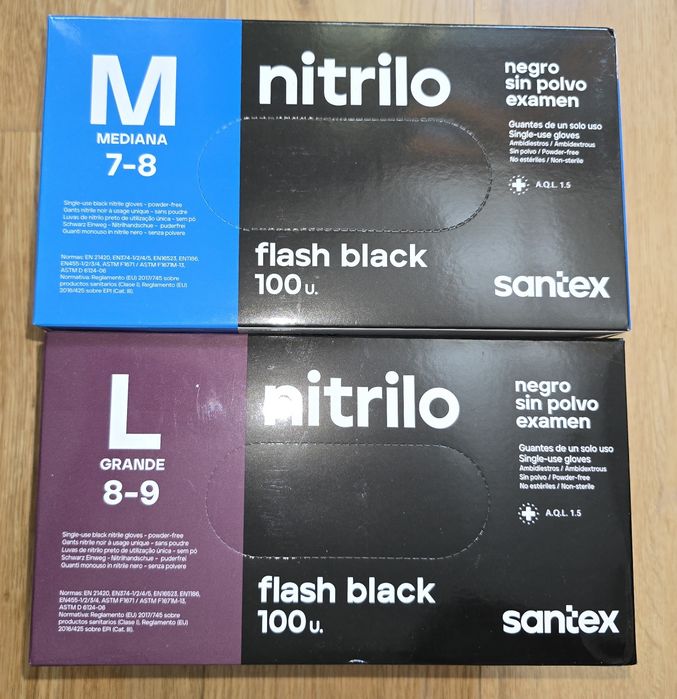 M
MEDIANA
7-8
Single-use black nitrile gloves - powder-free
Gants nitrile noir à usage unique - sans poudre
Luvas de nitrilo preto de utilização única - sem pó
Schwarz Einweg - Nitrilhandschue - puderfrei
Guanti monouso in nitrile nero - senza polvere
Normas: EN 21420, EN374-1/2/4/5, EN16523, EN1186,
EN455-1/2/3/4, ASTM F1671 / ASTM F1671M-13,
ASTM D 6124-06
Normativa: Reglamento (EU) 2017/745 sobre
productos sanitarios (Clase I), Reglamento (EU)
2016/425 sobre EPI (Cat. III).
nitrilo
negro
sin polvo
examen
Guantes de un solo uso
Single-use gloves
Ambidiestros / Ambidextrous
Sin polvo / Powder-free
No estériles / Non-sterile
A.Q.L. 1.5
flash black
100 u.
santex
L
GRANDE
8-9
Single-use black nitrile gloves - powder-free
Gants nitrile noir à usage unique - sans poudre
Luvas de nitrilo preto de utilização única - sem pó
Schwarz Einweg - Nitrilhandschue - puderfrei
Guanti monouso in nitrile nero - senza polvere
Normas: EN 21420, EN374-1/2/4/5, EN16523, EN1186,
EN455-1/2/3/4, ASTM F1671 / ASTM F1671M-13,
ASTM D 6124-06
Normativa: Reglamento (EU) 2017/745 sobre
productos sanitarios (Clase I), Reglamento (EU)
2016/425 sobre EPI (Cat. III).
nitrilo
negro
sin polvo
examen
Guantes de un solo uso
Single-use gloves
Ambidiestros / Ambidextrous
Sin polvo / Powder-free
No estériles / Non-sterile
A.Q.L. 1.5
flash black
100 u.
santex